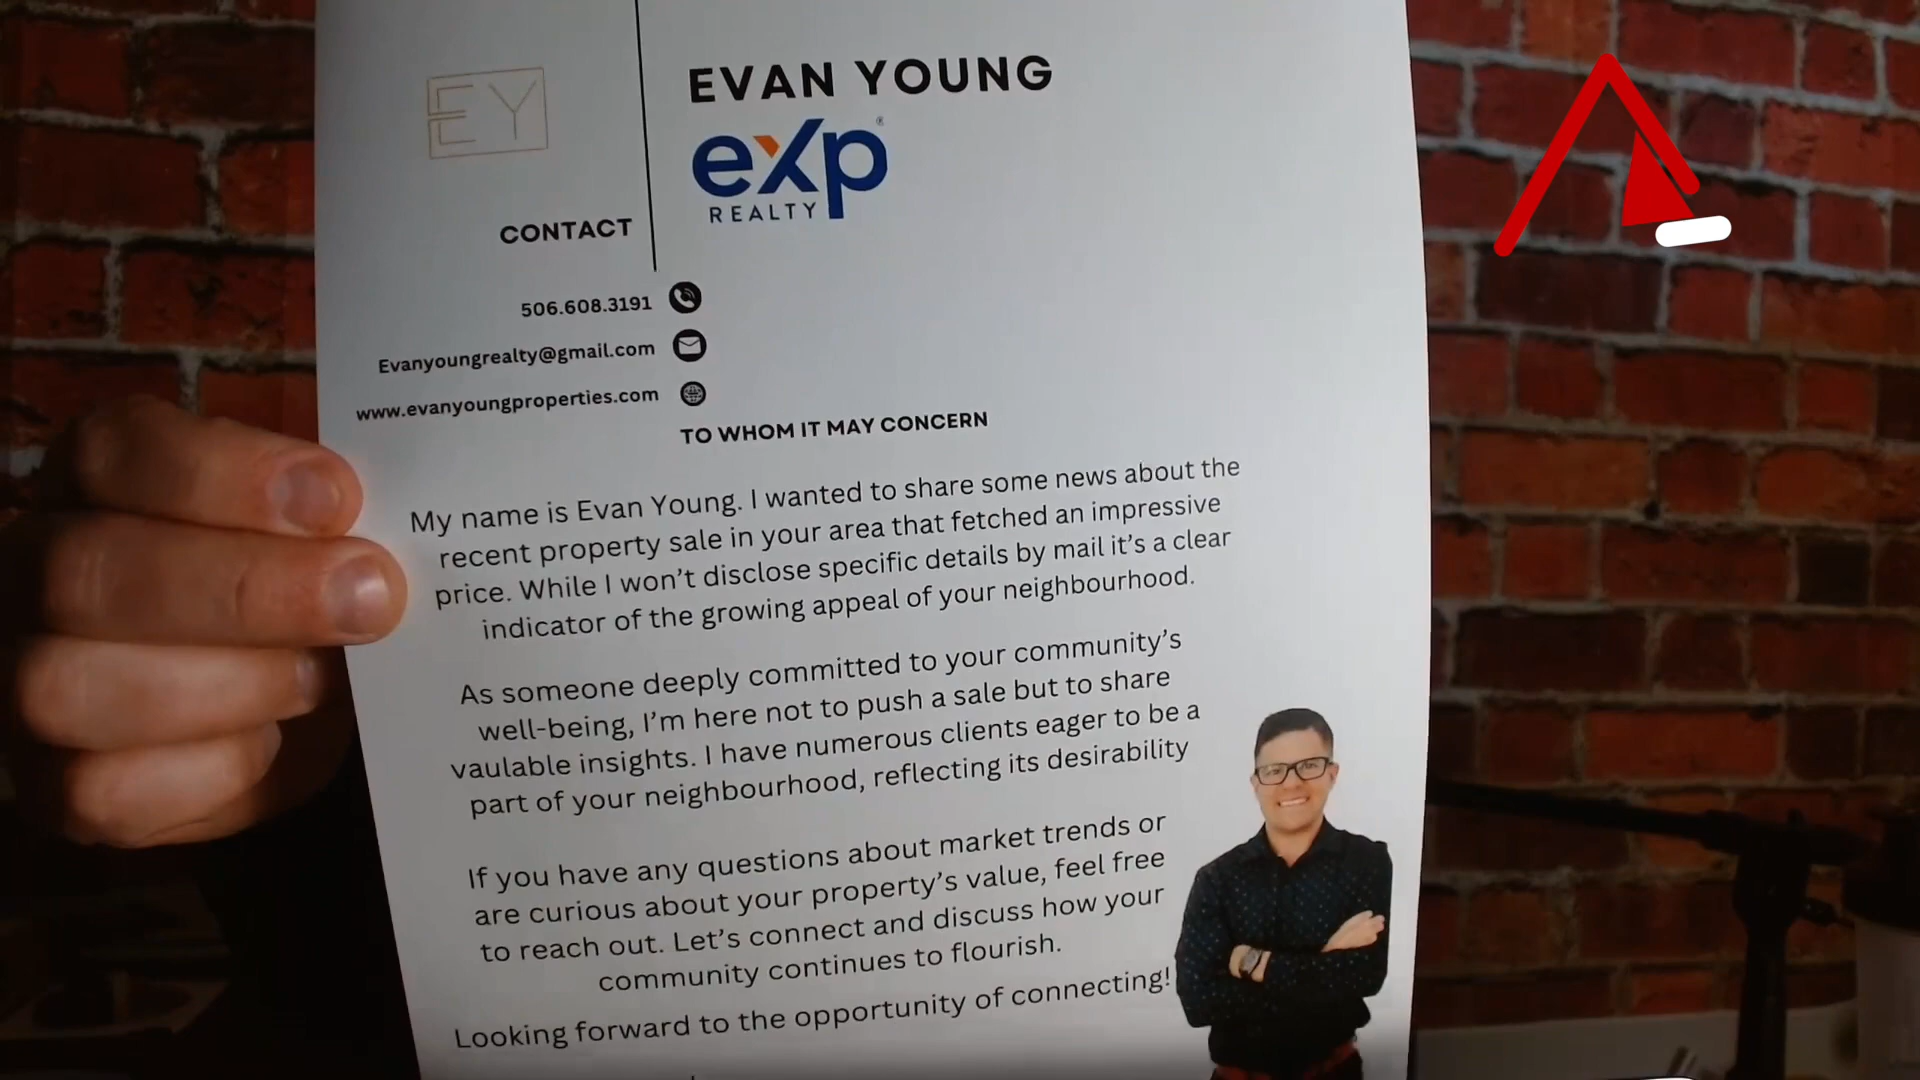 EY
EVAN YOUNG
eXp®
REALTY
CONTACT
506.608.3191
Evanyoungrealty@gmail.com
www.evanyoungproperties.com
TO WHOM IT MAY CONCERN
My name is Evan Young. I wanted to share some news about the
recent property sale in your area that fetched an impressive
price. While I won't disclose specific details by mail it's a clear
indicator of the growing appeal of your neighbourhood.
As someone deeply committed to your community's
well-being, I'm here not to push a sale but to share
vaulable insights. I have numerous clients eager to be a
part of your neighbourhood, reflecting its desirability
If you have any questions about market trends or
are curious about your property's value, feel free
to reach out. Let's connect and discuss how your
community continues to flourish.
Looking forward to the opportunity of connecting!